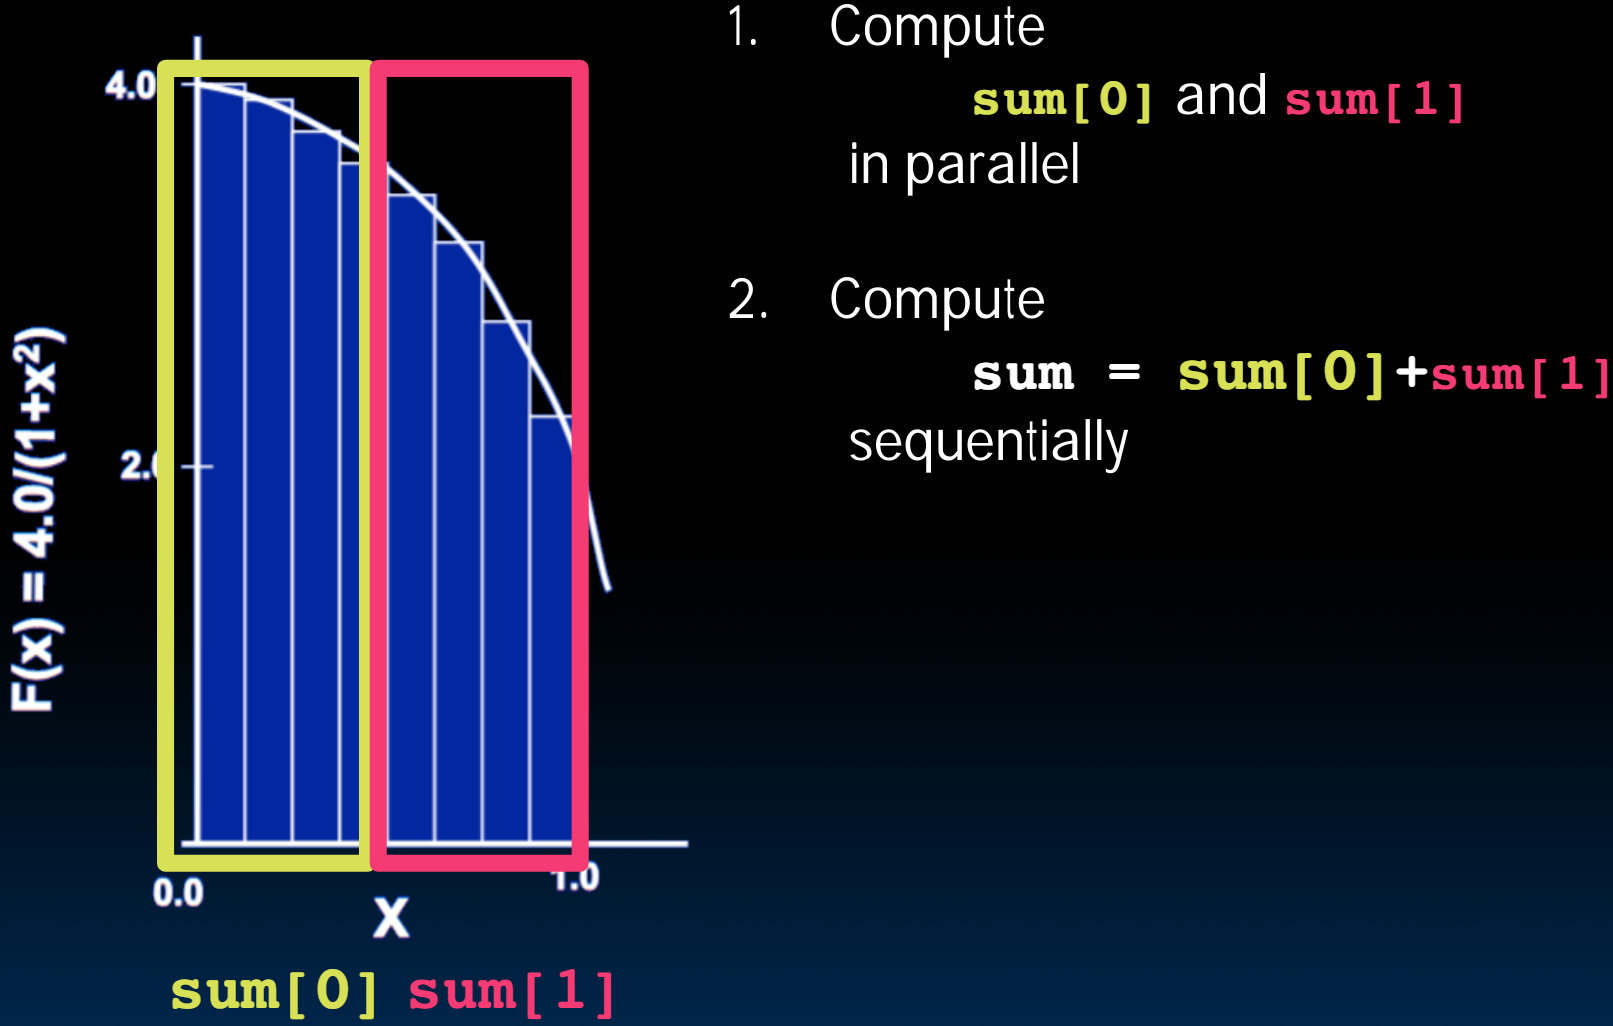 4.0
2.0
F(x) = 4.0/(1+x²)
0.0
1.0
X
sum[0] sum[1]
1. Compute
sum[0] and sum[1]
in parallel
2. Compute
sum = sum[0]+sum[1]
sequentially